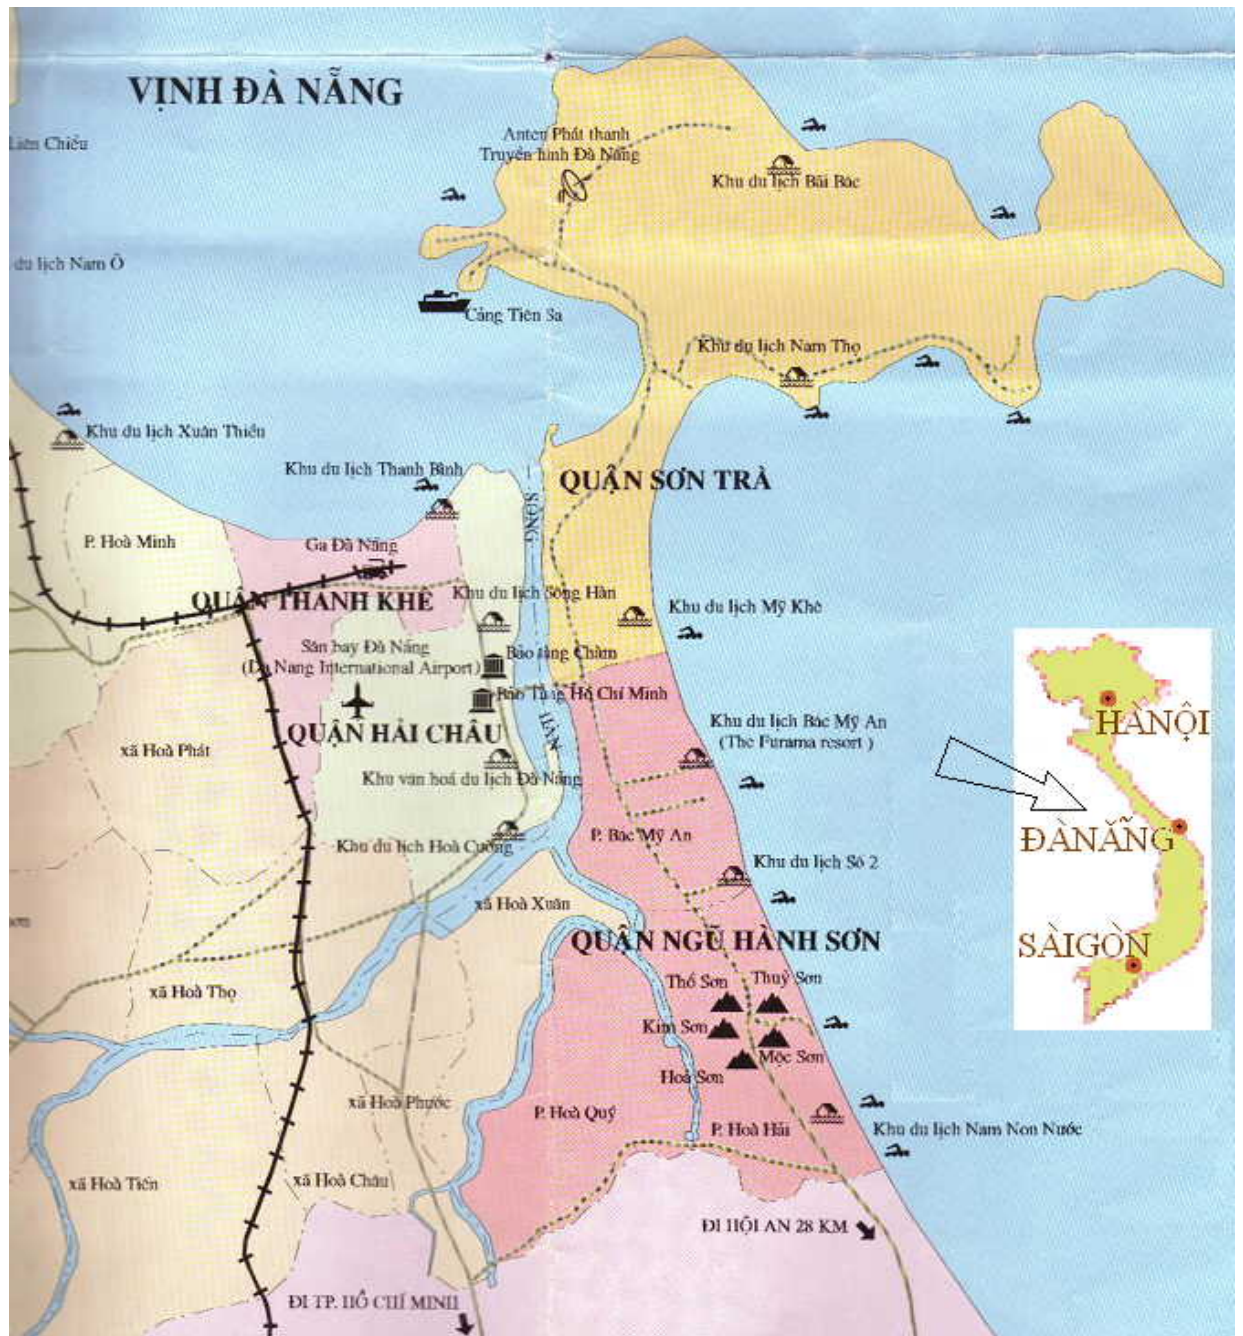 VỊNH ĐÀ NẴNG
Liên Chiểu
Anten Phát thanh
Truyền hình Đà Nẵng
Khu du lịch Bãi Bắc
du lịch Nam Ô
Cảng Tiên Sa
Khu du lịch Nam Thọ
Khu du lịch Xuân Thiều
Khu du lịch Thanh Bình
QUẬN SƠN TRÀ
SÔNG
P. Hoà Minh
Ga Đà Nẵng
QUẬN THANH KHÊ
Khu du lịch Sông Hàn
Khu du lịch Mỹ Khê
Sân bay Đà Nẵng
(Da Nang International Airport)
Bảo tàng Chàm
Bảo Tàng Hồ Chí Minh
HÀN
QUẬN HẢI CHÂU
xã Hoà Phát
Khu du lịch Bắc Mỹ An
(The Furama resort )
Khu văn hoá du lịch Đà Nẵng
P. Bắc Mỹ An
Khu du lịch Hoà Cường
Khu du lịch Số 2
xã Hoà Xuân
QUẬN NGŨ HÀNH SƠN
xã Hoà Thọ
Thổ Sơn
Thuỷ Sơn
Kim Sơn
Mộc Sơn
Hoả Sơn
xã Hoà Phước
P. Hoà Quý
P. Hoà Hải
Khu du lịch Nam Non Nước
xã Hoà Tiến
xã Hoà Châu
ĐI HỘI AN 28 KM
ĐI TP. HỒ CHÍ MINH
HÀNỘI
ĐÀNẴNG
SÀIGÒN